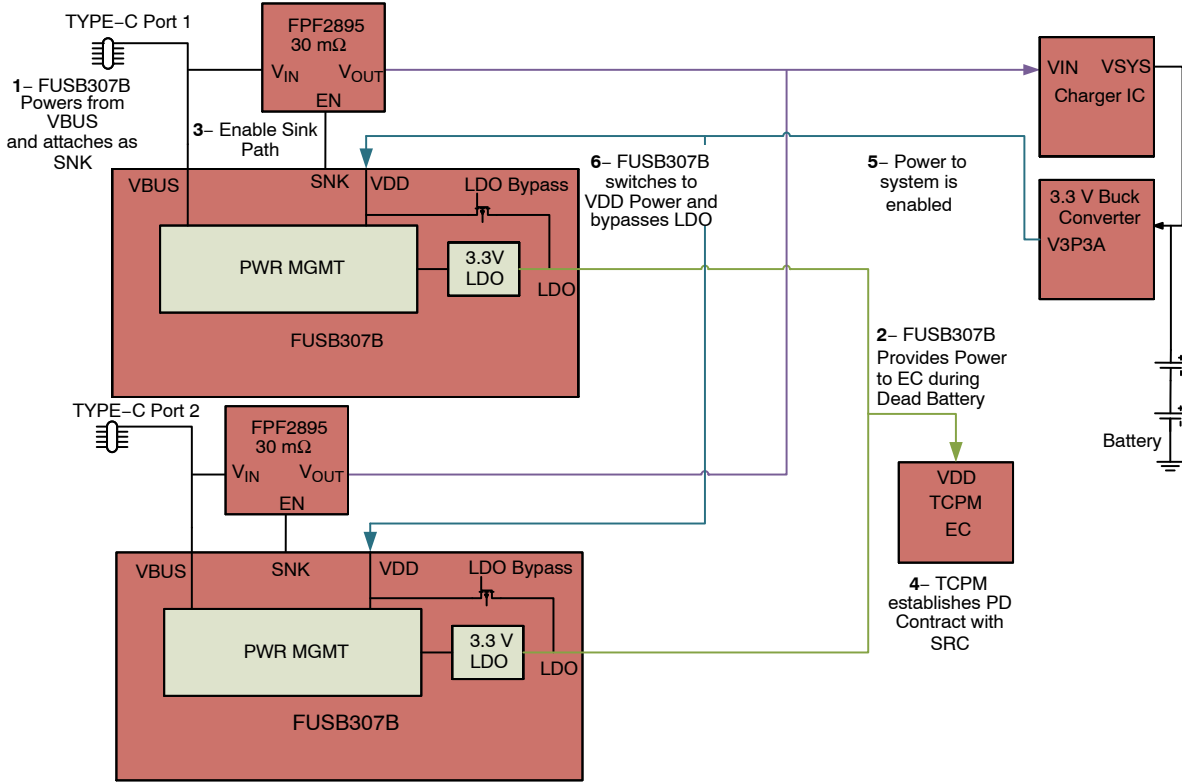 TYPE–C Port 1
1– FUSB307B
Powers from
VBUS
and attaches as
SNK
FPF2895
30 mΩ
VIN
VOUT
EN
3– Enable Sink
Path
VBUS
SNK
VDD
LDO Bypass
PWR MGMT
3.3V
LDO
LDO
FUSB307B
6– FUSB307B
switches to
VDD Power and
bypasses LDO
5– Power to
system is
enabled
VIN
VSYS
Charger IC
3.3 V Buck
Converter
V3P3A
2– FUSB307B
Provides Power
to EC during
Dead Battery
Battery
VDD
TCPM
EC
4– TCPM
establishes PD
Contract with
SRC
TYPE–C Port 2
FPF2895
30 mΩ
VIN
VOUT
EN
VBUS
SNK
VDD
LDO Bypass
PWR MGMT
3.3 V
LDO
LDO
FUSB307B